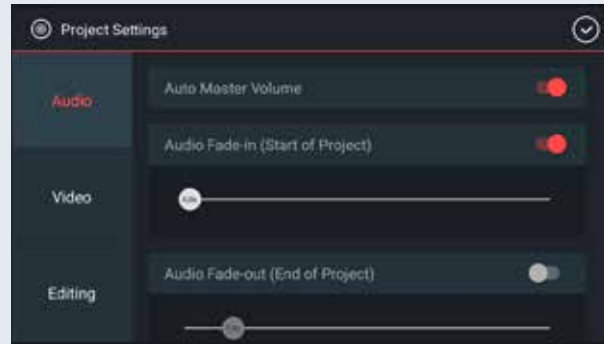 Project Settings
Audio
Auto Master Volume
Audio Fade-in (Start of Project)
Video
Audio Fade-out (End of Project)
Editing